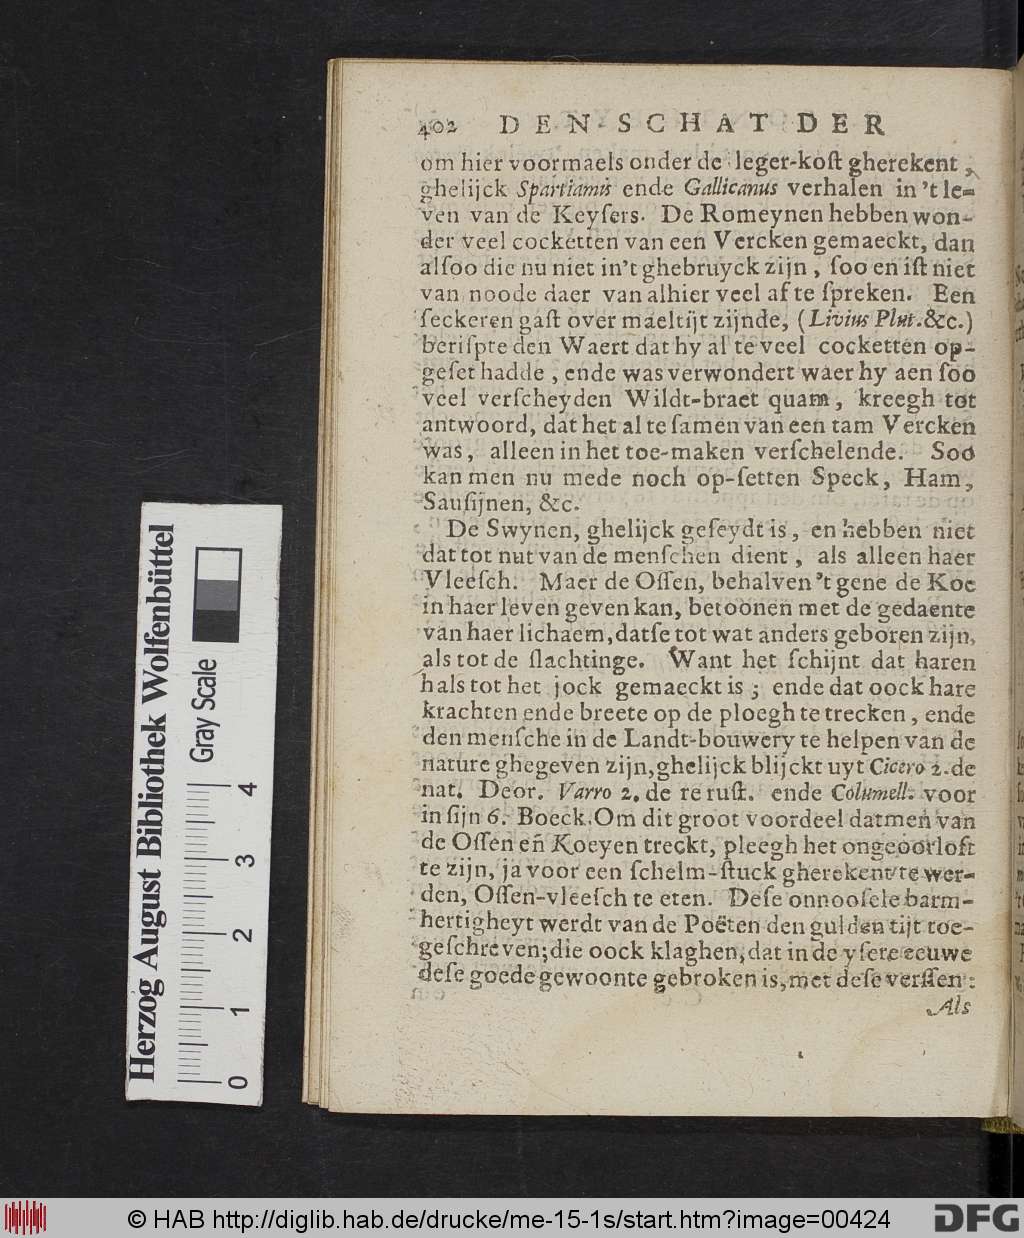 402 DEN SCHAT DER
om hier voormaels onder de leger-koſt gherekent,
ghelijck Spartianus ende Gallicanus verhalen in 't le-
ven van de Keyſers. De Romeynen hebben won-
der veel cocketten van een Vercken gemaeckt, dan
alſoo die nu niet in't ghebruyck zijn, ſoo en iſt niet
van noode daer van alhier veel af te ſpreken. Een
ſeckeren gaſt over maeltijt zijnde, (Livius Plut. &c.)
beriſpte den Waert dat hy al te veel cocketten op-
geſet hadde, ende was verwondert waer hy aen ſoo
veel verſcheyden Wildt-braet quam, kreegh tot
antwoord, dat het al te ſamen van een tam Vercken
was, alleen in het toe-maken verſchelende. Soo
kan men nu mede noch op-ſetten Speck, Ham,
Sauſijnen, &c.
De Swynen, ghelijck geſeydt is, en hebben niet
dat tot nut van de menſchen dient, als alleen haer
Vleeſch. Maer de Oſſen, behalven 't gene de Koe
in haer leven geven kan, betoonen met de gedaente
van haer lichaem, datſe tot wat anders geboren zijn,
als tot de ſlachtinge. Want het ſchijnt dat haren
hals tot het jock gemaeckt is; ende dat oock hare
krachten ende breete op de ploegh te trecken, ende
den menſche in de Landt-bouwery te helpen van de
nature ghegeven zijn, ghelijck blijckt uyt Cicero 2. de
nat. Deor. Varro 2. de re ruſt. ende Columell. voor
in ſijn 6. Boeck. Om dit groot voordeel datmen van
de Oſſen eñ Koeyen treckt, pleegh het ongeoorloft
te zijn, ja voor een ſchelm-ſtuck gherekent te wer-
den, Oſſen-vleeſch te eten. Deſe onnooſele barm-
hertigheyt werdt van de Poëten den gulden tijt toe-
geſchreven; die oock klaghen, dat in de yſere eeuwe
deſe goede gewoonte gebroken is, met deſe verſſen:
Als
Herzog August Bibliothek Wolfenbüttel
Gray Scale
0 1 2 3 4
© HAB http://diglib.hab.de/drucke/me-15-1s/start.htm?image=00424
DFG